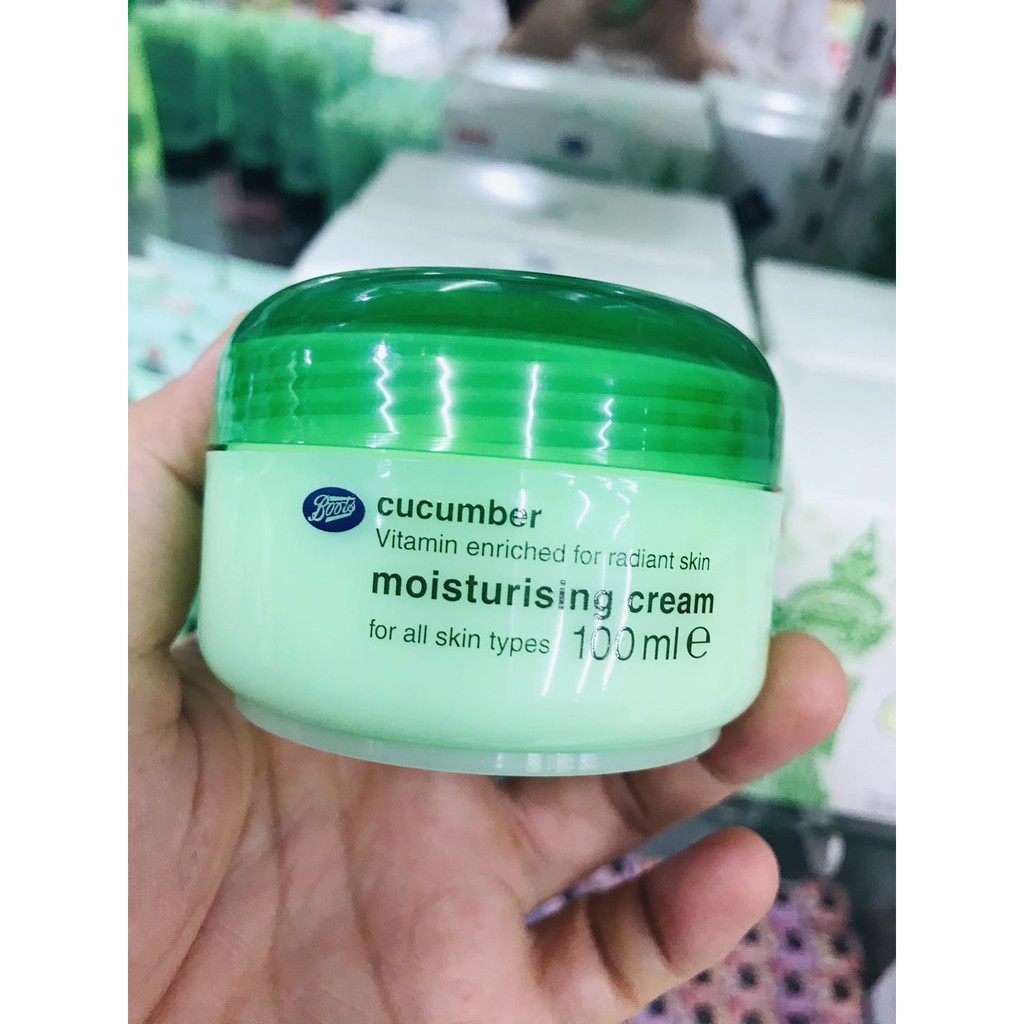 Boots
cucumber
Vitamin enriched for radiant skin
moisturising cream
for all skin types 100ml e